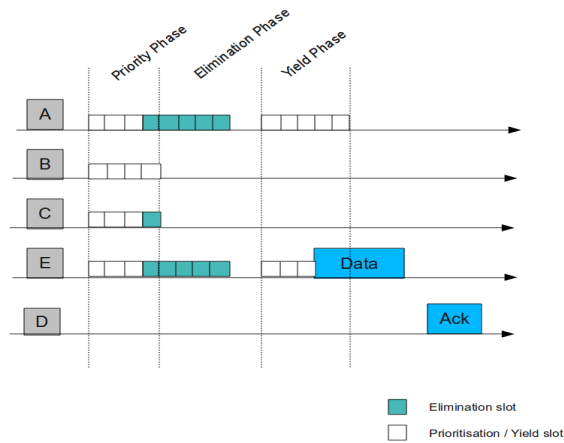 Priority Phase
Elimination Phase
Yield Phase
A
B
C
E
Data
D
Ack
Elimination slot
Prioritisation / Yield slot